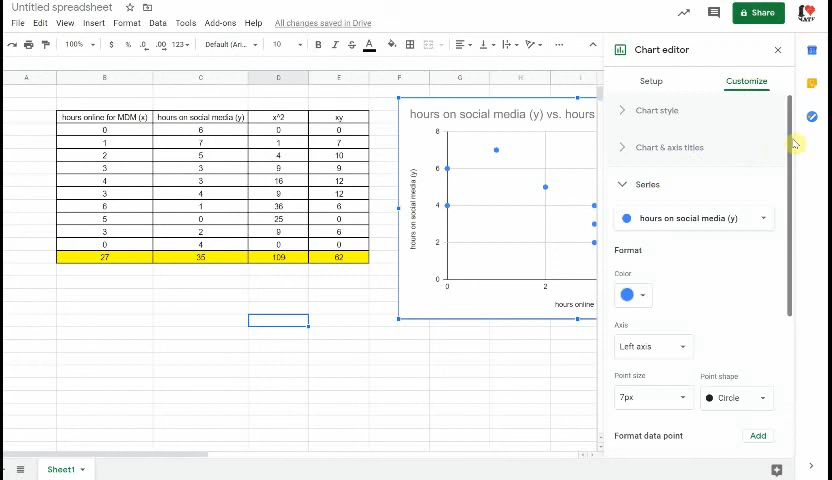 Untitled spreadsheet
File Edit View Insert Format Data Tools Add-ons Help All changes saved in Drive
Share
100% $ % .0 .00 123 Default (Ari... 10 B I S A
A B C D E F G H I
hours online for MDM (x) hours on social media (y) x^2 xy
0 6 0 0
1 7 1 7
2 5 4 10
3 3 9 9
4 3 16 12
3 4 9 12
6 1 36 6
5 0 25 0
3 2 9 6
0 4 0 0
27 35 109 62
hours on social media (y) vs. hours
hours on social media (y)
8
6
4
2
0
0 2
hours online
Chart editor
Setup Customize
Chart style
Chart & axis titles
Series
hours on social media (y)
Format
Color
Axis
Left axis
Point size Point shape
7px Circle
Format data point Add
Sheet1